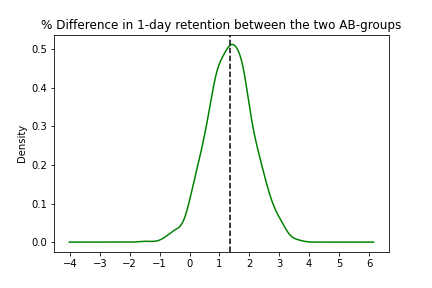 % Difference in 1-day retention between the two AB-groups
Density
0.5
0.4
0.3
0.2
0.1
0.0
−4 −3 −2 −1 0 1 2 3 4 5 6